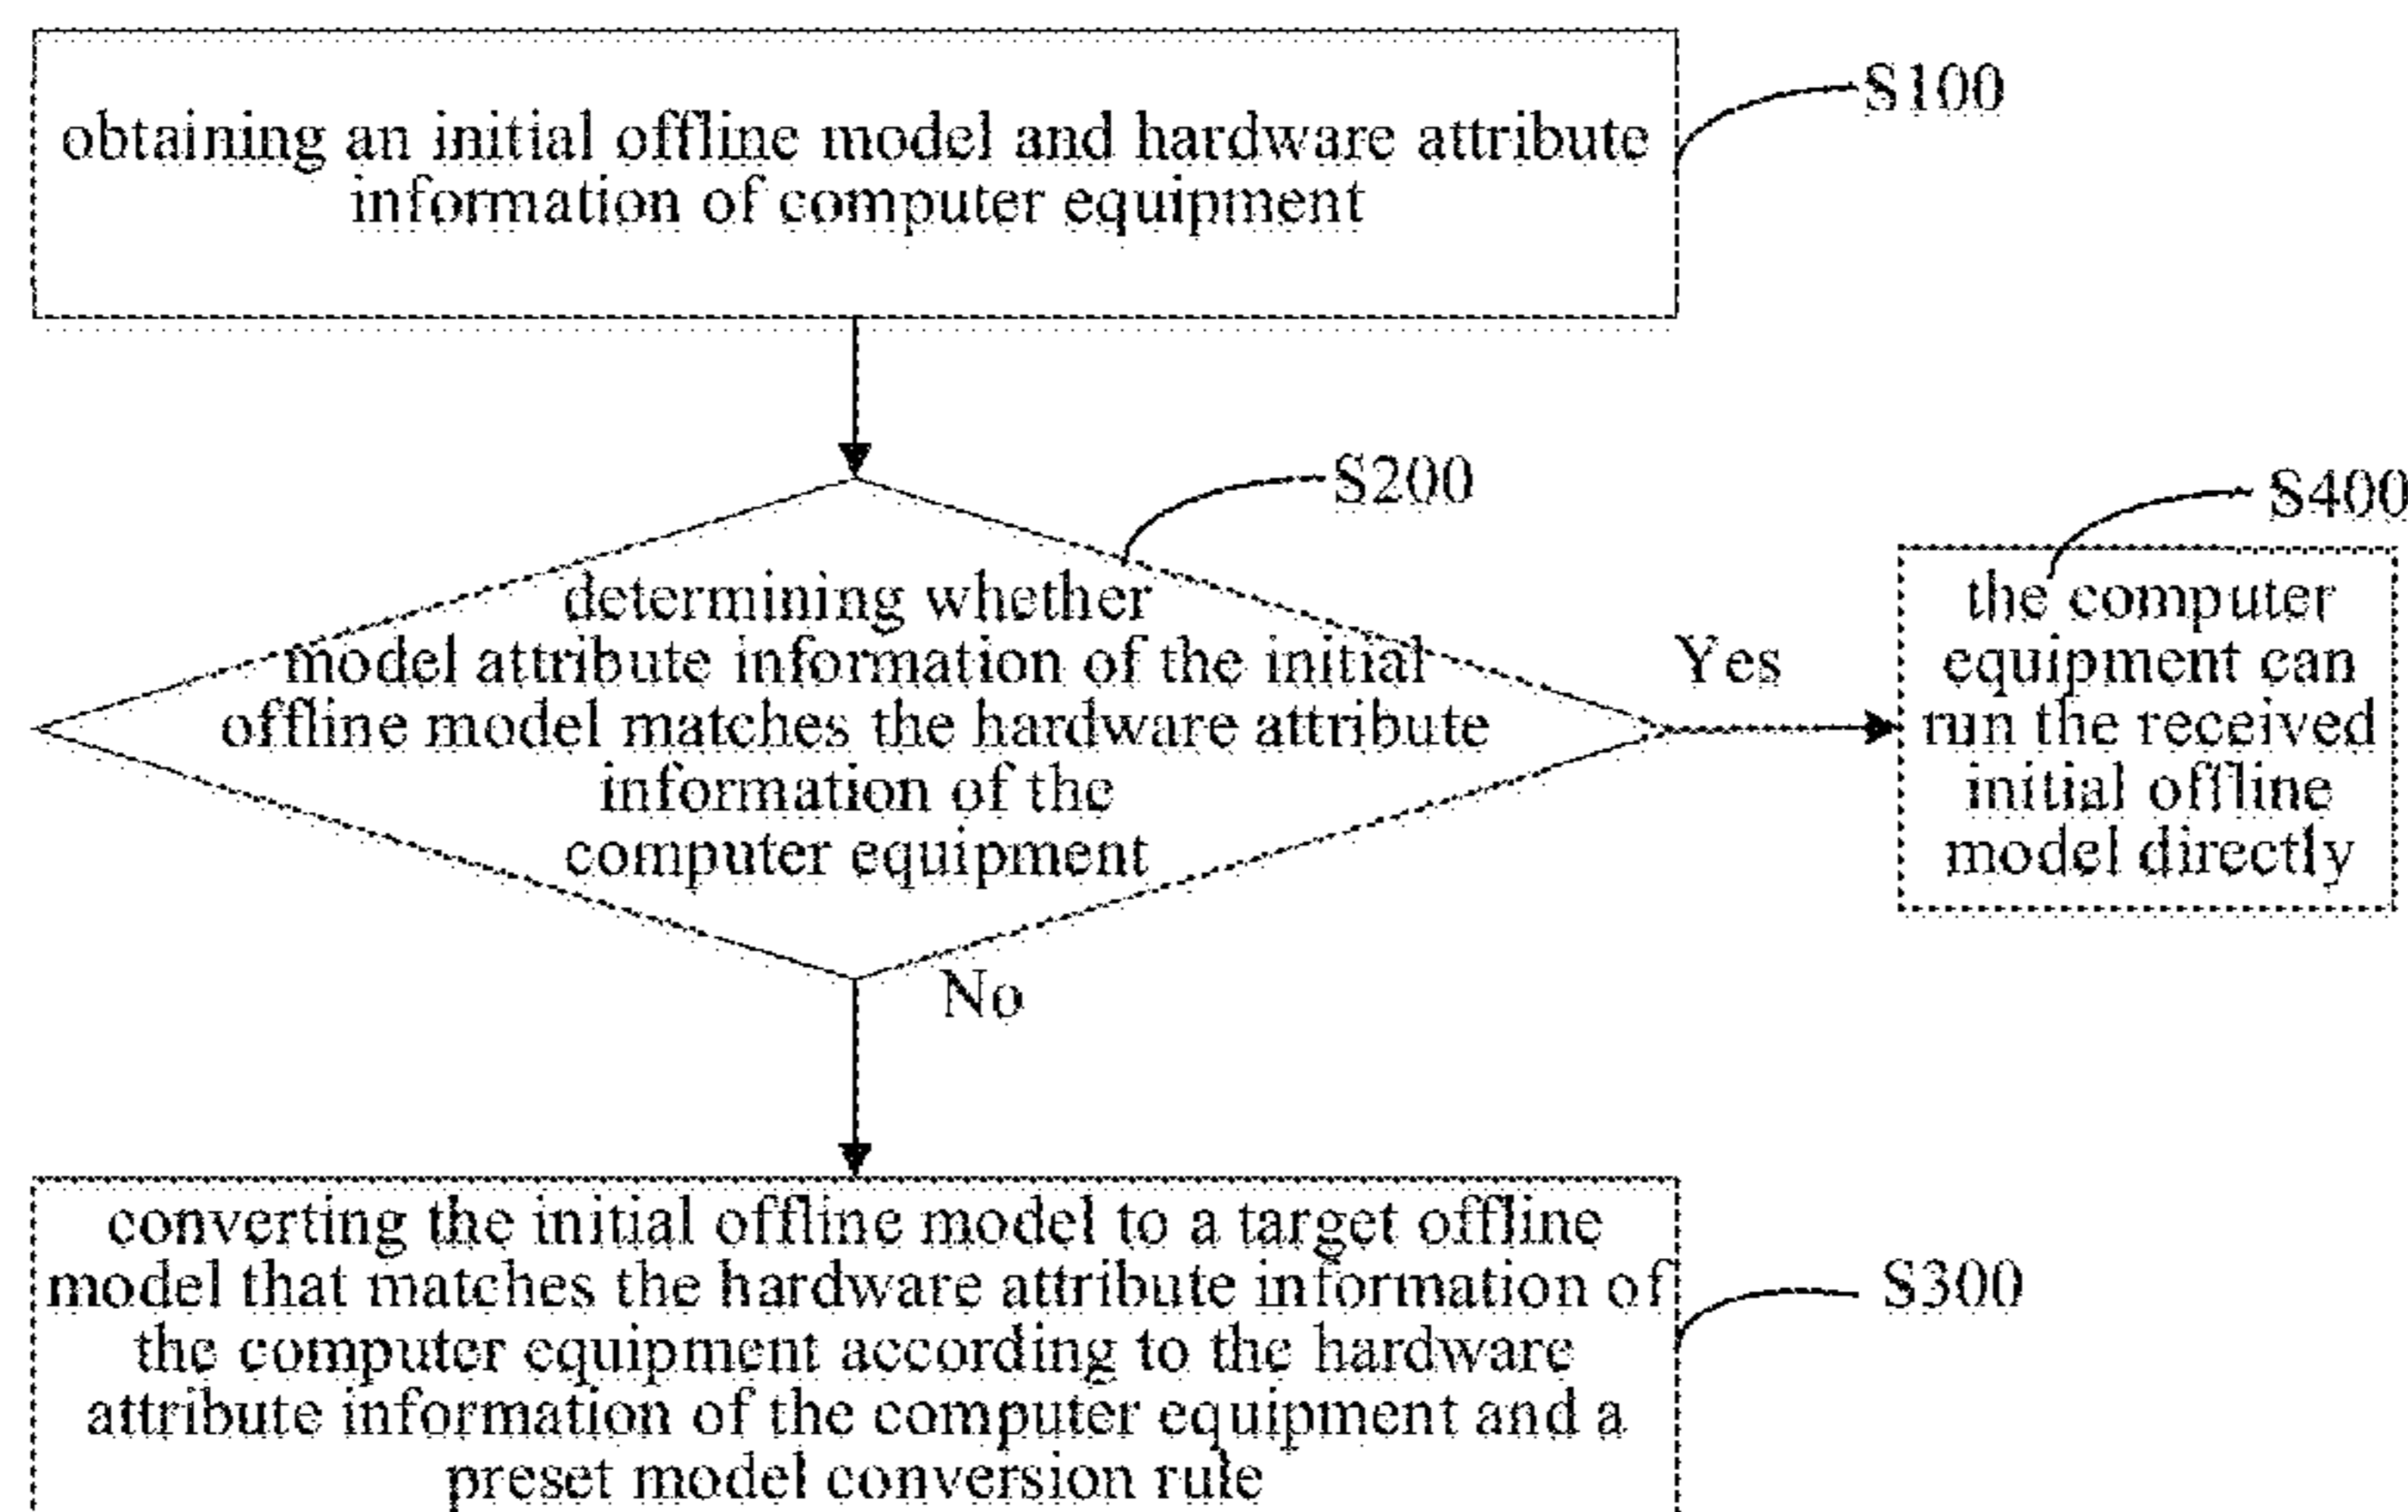 obtaining an initial offline model and hardware attribute
information of computer equipment
S100
S200
determining whether
model attribute information of the initial
offline model matches the hardware attribute
information of the
computer equipment
Yes
S400
the computer
equipment can
run the received
initial offline
model directly
No
converting the initial offline model to a target offline
model that matches the hardware attribute information of
the computer equipment according to the hardware
attribute information of the computer equipment and a
preset model conversion rule
S300